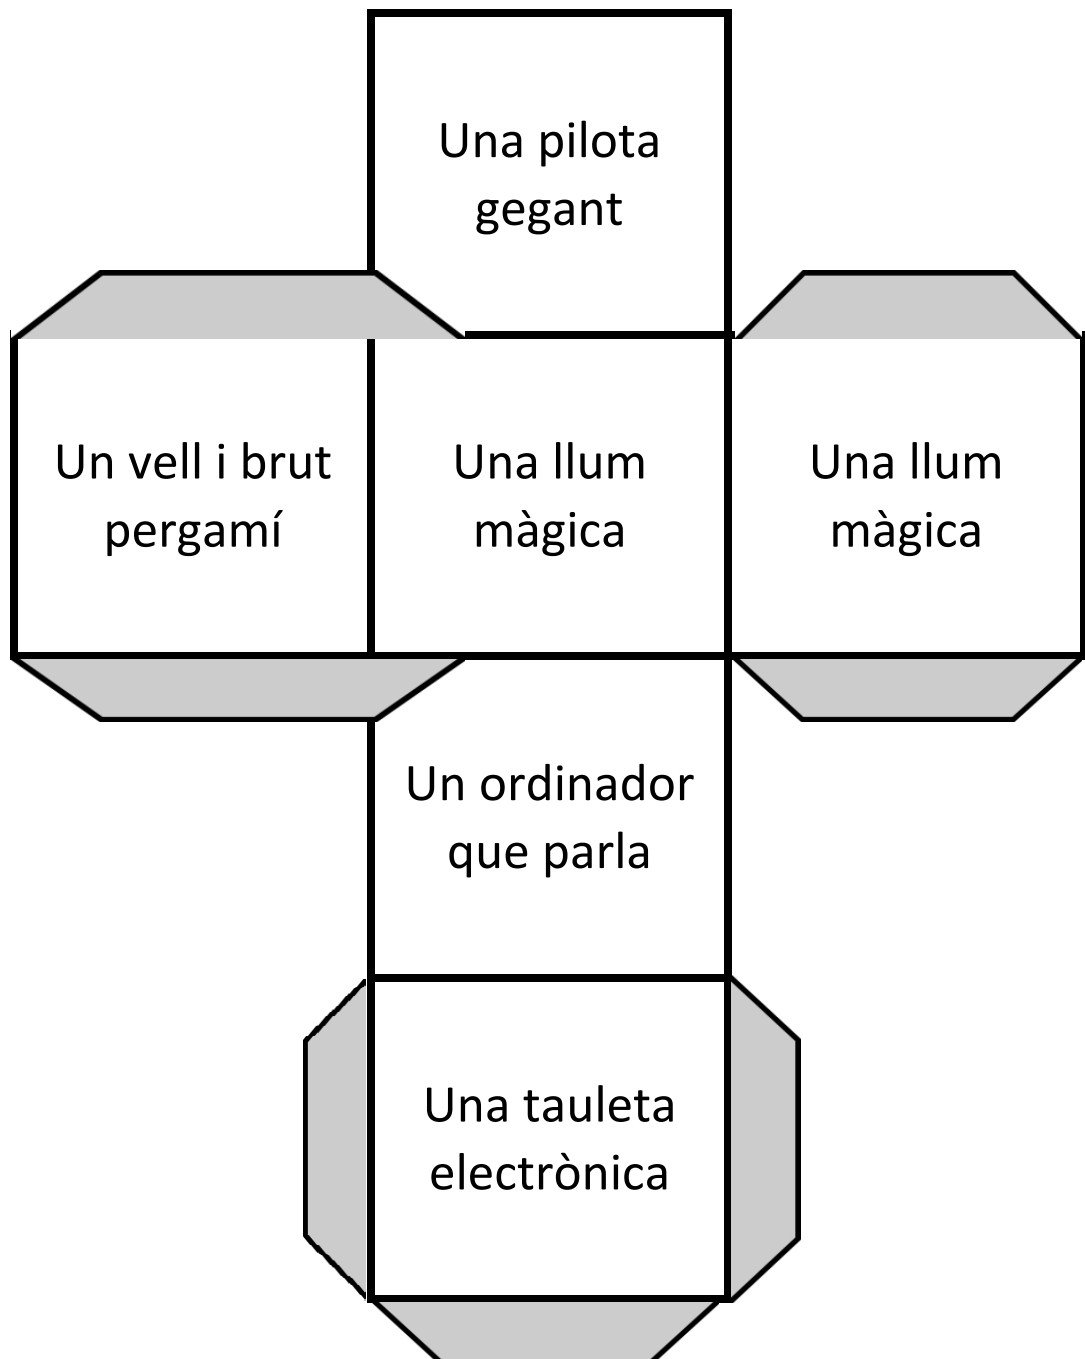 Una pilota
gegant
Un vell i brut
pergamí
Una llum
màgica
Una llum
màgica
Un ordinador
que parla
Una tauleta
electrònica